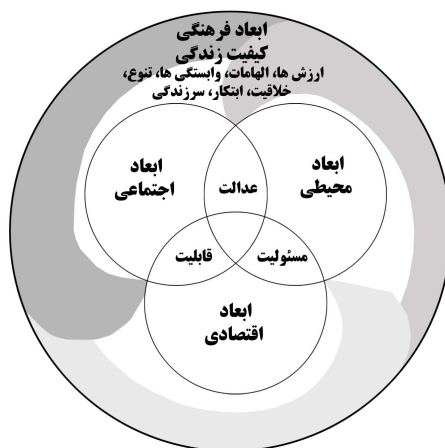 ابعاد فرهنگی
کیفیت زندگی
ارزش ها، الهامات، وابستگی ها، تنوع،
خلاقیت، ابتکار، سرزندگی
ابعاد
محیطی
عدالت
ابعاد
اجتماعی
مسئولیت
قابلیت
ابعاد
اقتصادی